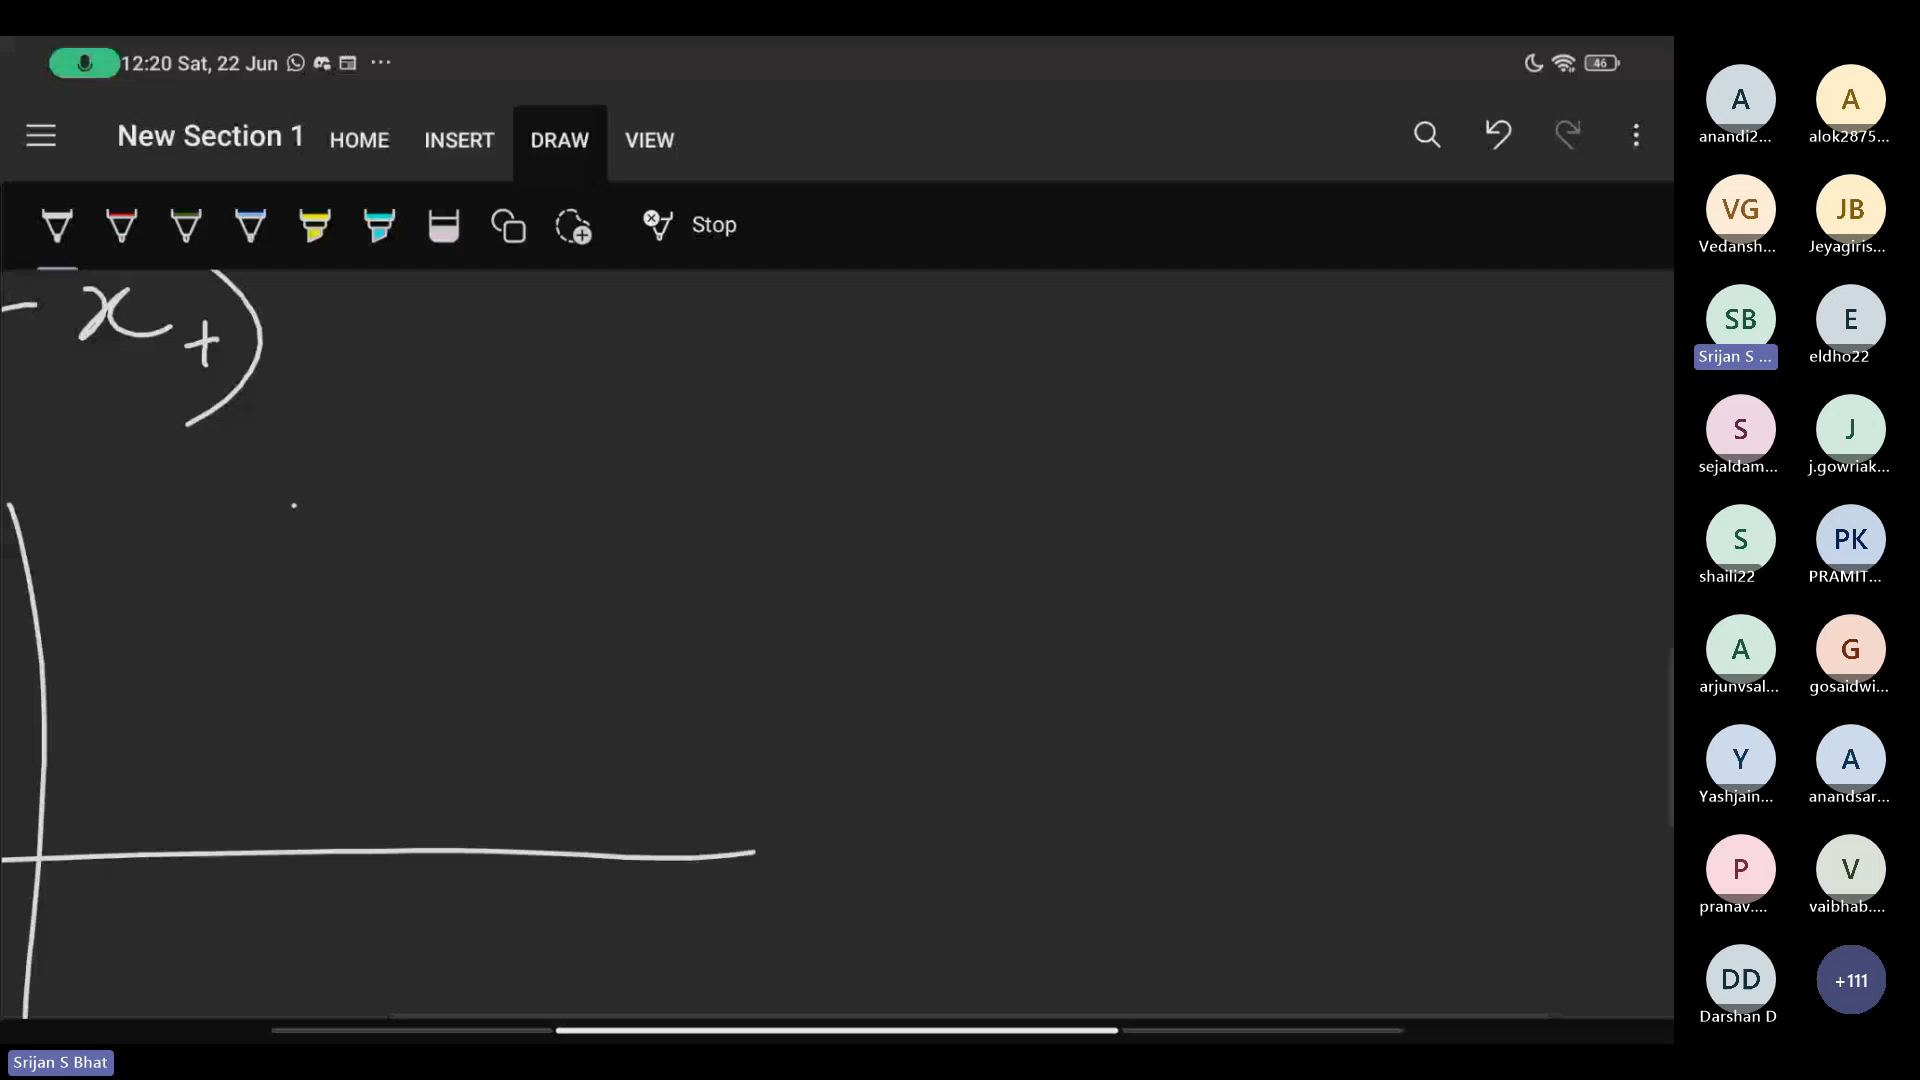 12:20 Sat, 22 Jun ... 46
New Section 1 HOME INSERT DRAW VIEW
Stop
- x +)
A anandi2...
A alok2875...
VG Vedansh...
JB Jeyagiris...
SB Srijan S ...
E eldho22
S sejaldam...
J j.gowriak...
S shaili22
PK PRAMIT...
A arjunvsal...
G gosaidwi...
Y Yashjain...
A anandsar...
P pranav....
V vaibhab....
DD Darshan D
+111
Srijan S Bhat